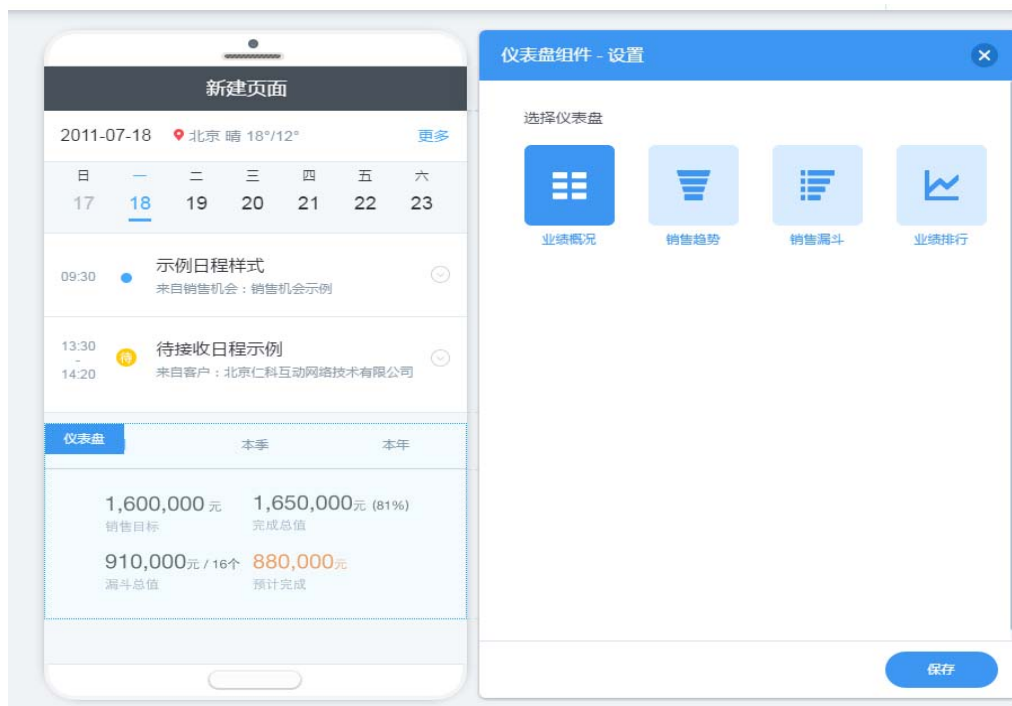 新建页面
2011-07-18 北京 晴 18°/12° 更多
日 一 二 三 四 五 六
17 18 19 20 21 22 23
09:30
示例日程样式
来自销售机会：销售机会示例
13:30
-
14:20
待
待接收日程示例
来自客户：北京仁科互动网络技术有限公司
仪表盘 本季 本年
1,600,000 元 1,650,000元 (81%)
销售目标 完成总值
910,000元 / 16个 880,000元
漏斗总值 预计完成
仪表盘组件 - 设置
选择仪表盘
业绩概况 销售趋势 销售漏斗 业绩排行
保存